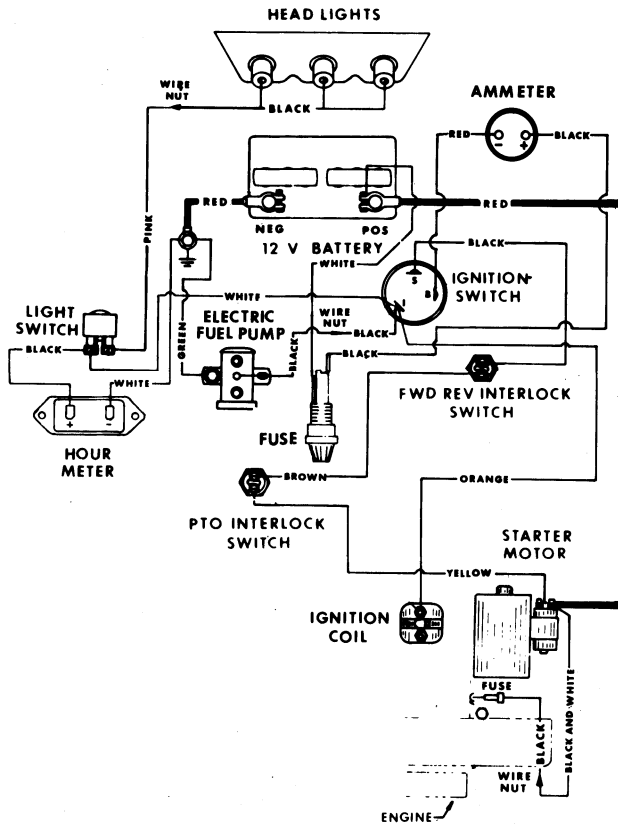 HEAD LIGHTS
WIRE
NUT
BLACK
AMMETER
RED
- +
BLACK
RED
NEG
POS
RED
12 V BATTERY
PINK
WHITE
BLACK
S
B
I
IGNITION
SWITCH
LIGHT
SWITCH
WHITE
ELECTRIC
FUEL PUMP
WIRE
NUT
BLACK
GREEN
BLACK
BLACK
BLACK
WHITE
FWD REV INTERLOCK
SWITCH
+ -
HOUR
METER
FUSE
BROWN
ORANGE
PTO INTERLOCK
SWITCH
STARTER
MOTOR
YELLOW
IGNITION
COIL
FUSE
BLACK
BLACK AND WHITE
WIRE
NUT
ENGINE